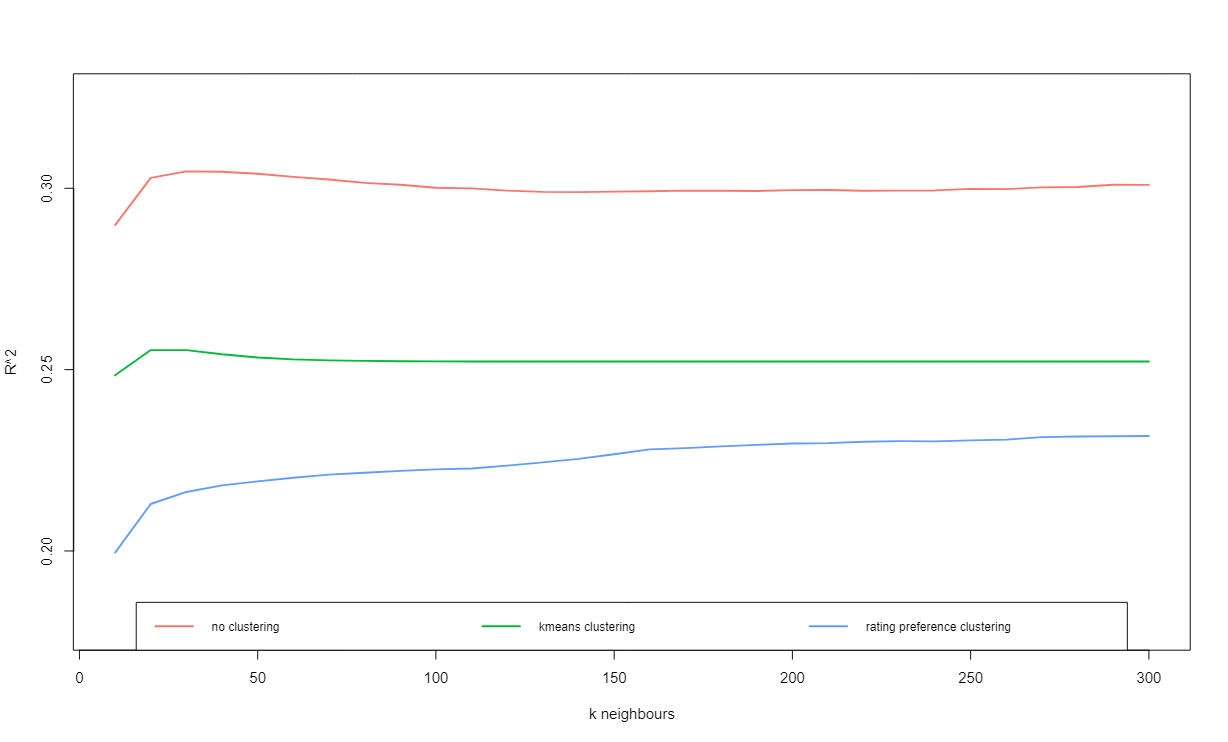 R^2
0.30
0.25
0.20
no clustering
kmeans clustering
rating preference clustering
0 50 100 150 200 250 300
k neighbours